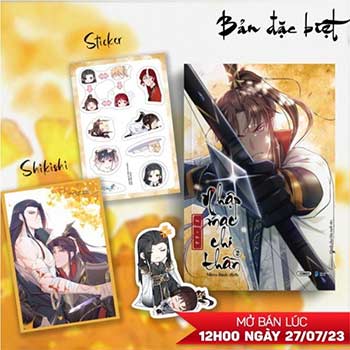 Bản đặc biệt
Sticker
Shikishi
Nhập
mạc
chi
thần
MỞ BÁN LÚC
12H00 NGÀY 27/07/23